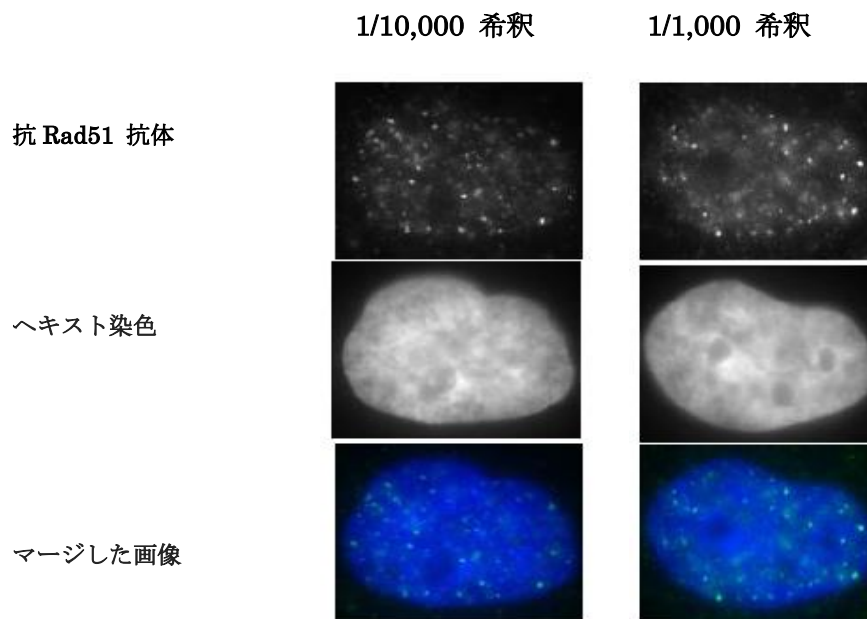 1/10,000 希釈 1/1,000 希釈
抗 Rad51 抗体
ヘキスト染色
マージした画像